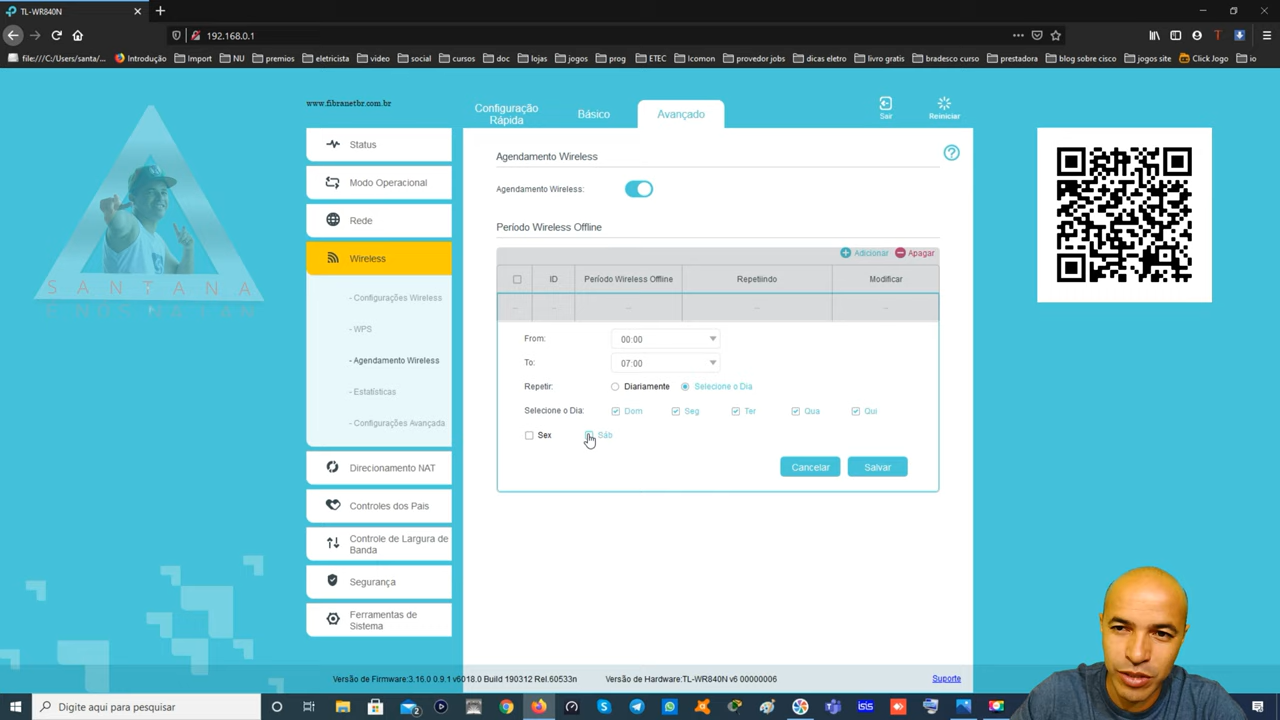 TL-WR840N
192.168.0.1
file:///C:/Users/santa/... Introdução Import NU premios eletricista video social cursos doc lojas jogos prog ETEC Icomon provedor jobs dicas eletro livro gratis bradesco curso prestadora blog sobre cisco jogos site Click Jogo io
www.fibranetbr.com.br
Configuração
Rápida
Básico
Avançado
Sair
Reiniciar
SANTANA
Status
Modo Operacional
Rede
Wireless
- Configurações Wireless
- WPS
- Agendamento Wireless
- Estatísticas
- Configurações Avançada
Direcionamento NAT
Controles dos Pais
Controle de Largura de
Banda
Segurança
Ferramentas de
Sistema
Agendamento Wireless
Agendamento Wireless:
Período Wireless Offline
Adicionar Apagar
ID Período Wireless Offline Repetiindo Modificar
-- -- -- -- --
From: 00:00
To: 07:00
Repetir: Diariamente Selecione o Dia
Selecione o Dia: Dom Seg Ter Qua Qui
Sex Sáb
Cancelar Salvar
Versão de Firmware:3.16.0 0.9.1 v6018.0 Build 190312 Rel.60533n Versão de Hardware:TL-WR840N v6 00000006 Suporte
Digite aqui para pesquisar